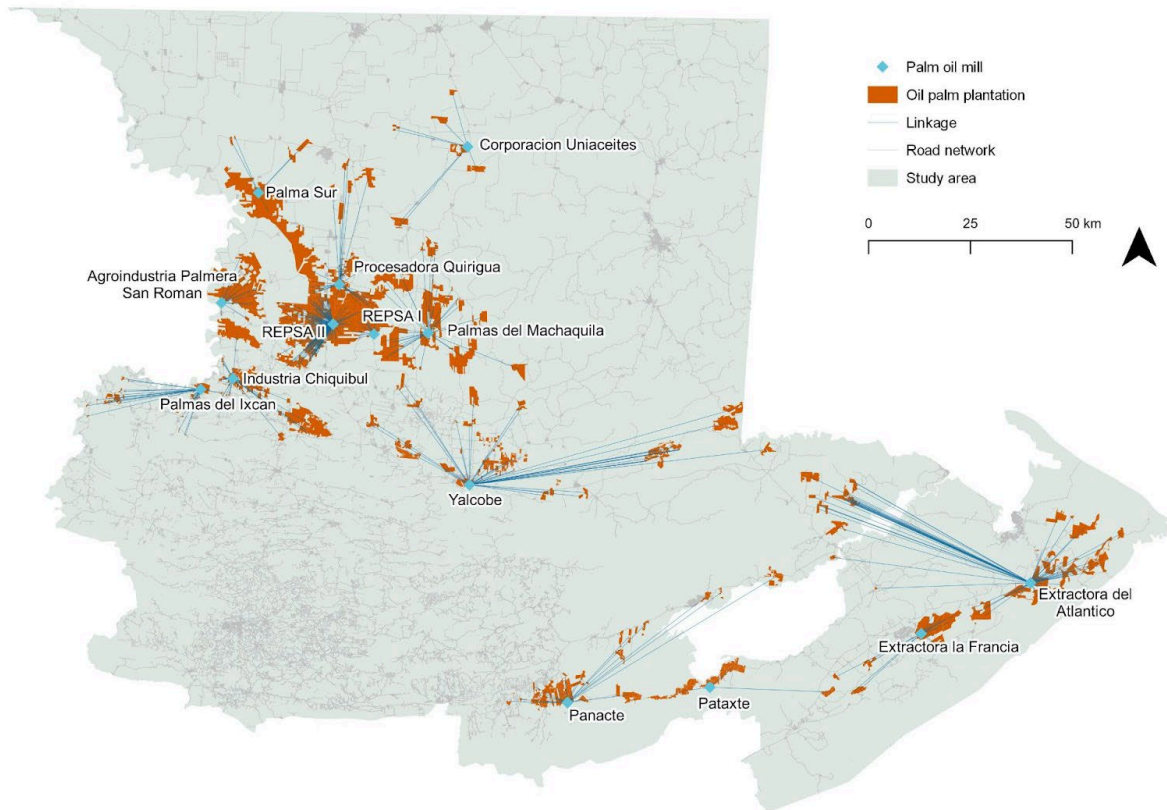 Palm oil mill
Oil palm plantation
Linkage
Road network
Study area
0 25 50 km
Corporacion Uniaceites
Palma Sur
Procesadora Quirigua
Agroindustria Palmera
San Roman
REPSA I
REPSA II
Palmas del Machaquila
Industria Chiquibul
Palmas del Ixcan
Yalcobe
Extractora del
Atlantico
Extractora la Francia
Pataxte
Panacte